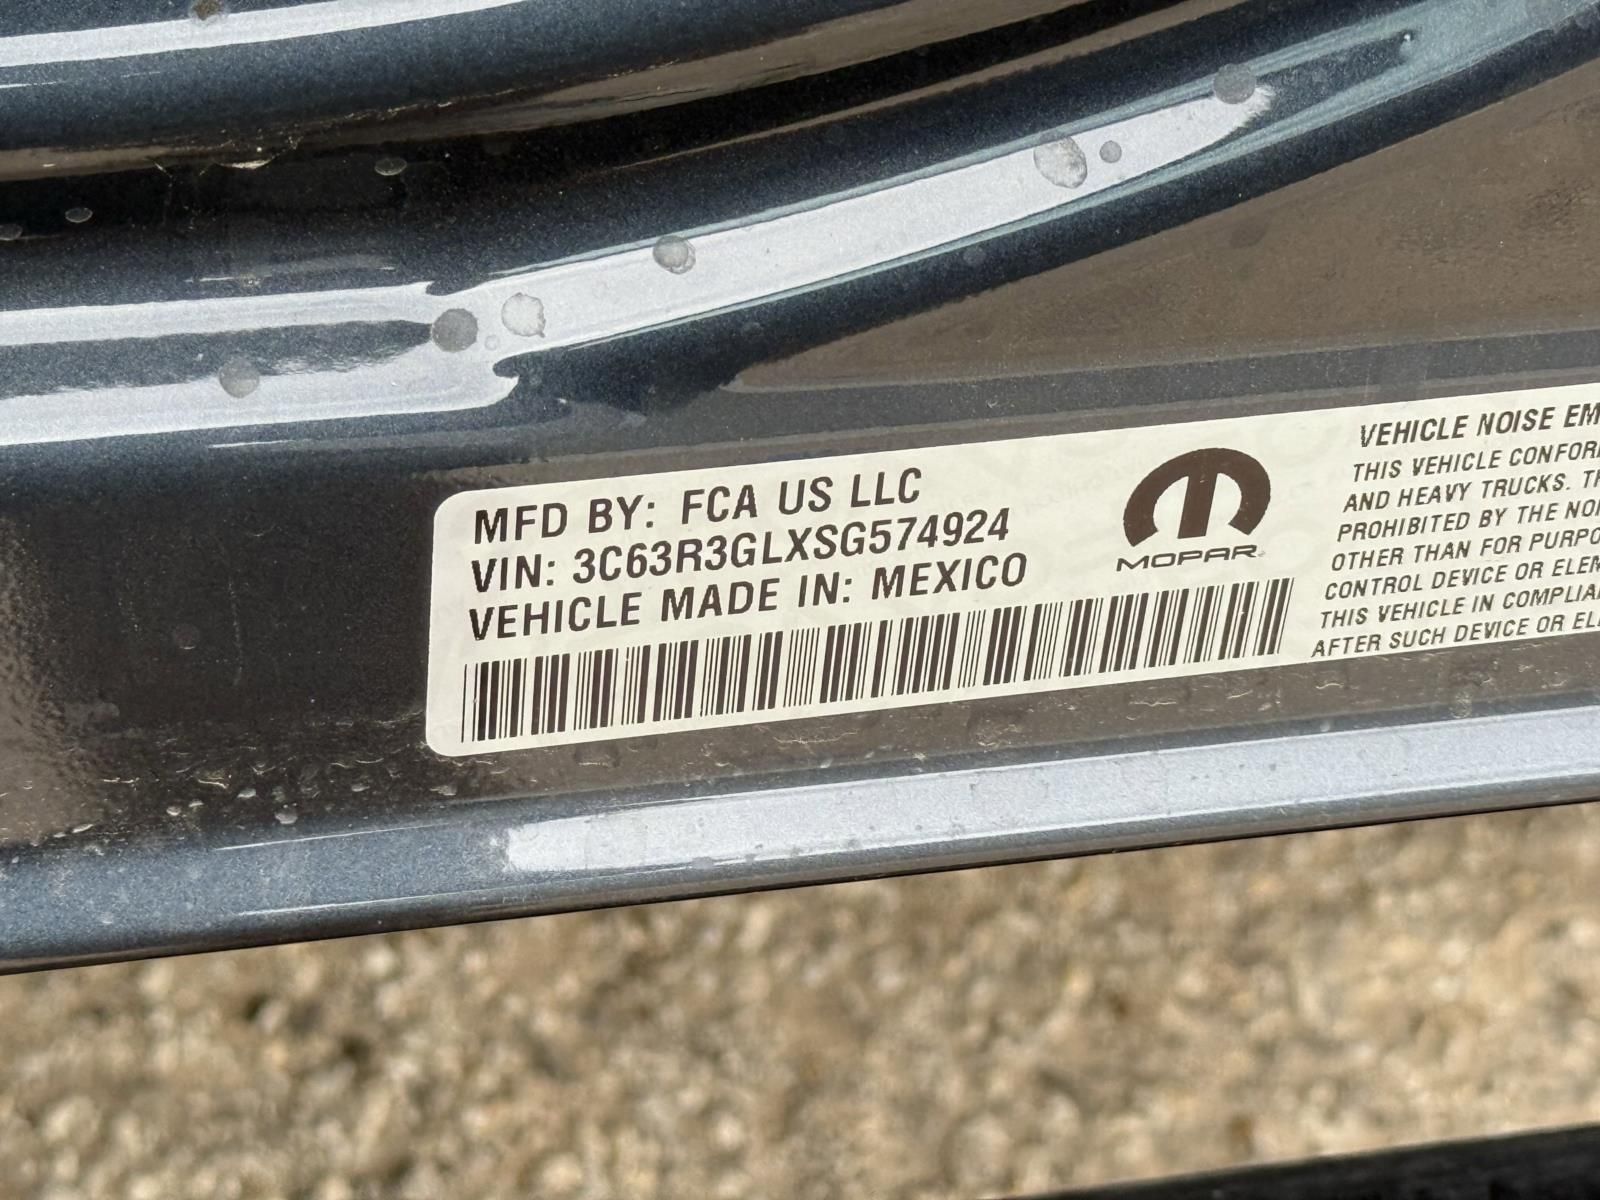 MFD BY: FCA US LLC
VIN: 3C63R3GLXSG574924
VEHICLE MADE IN: MEXICO
MOPAR
VEHICLE NOISE EM
THIS VEHICLE CONFOR
AND HEAVY TRUCKS. T
PROHIBITED BY THE NO
OTHER THAN FOR PURPO
CONTROL DEVICE OR ELEM
THIS VEHICLE IN COMPLIA
AFTER SUCH DEVICE OR EL